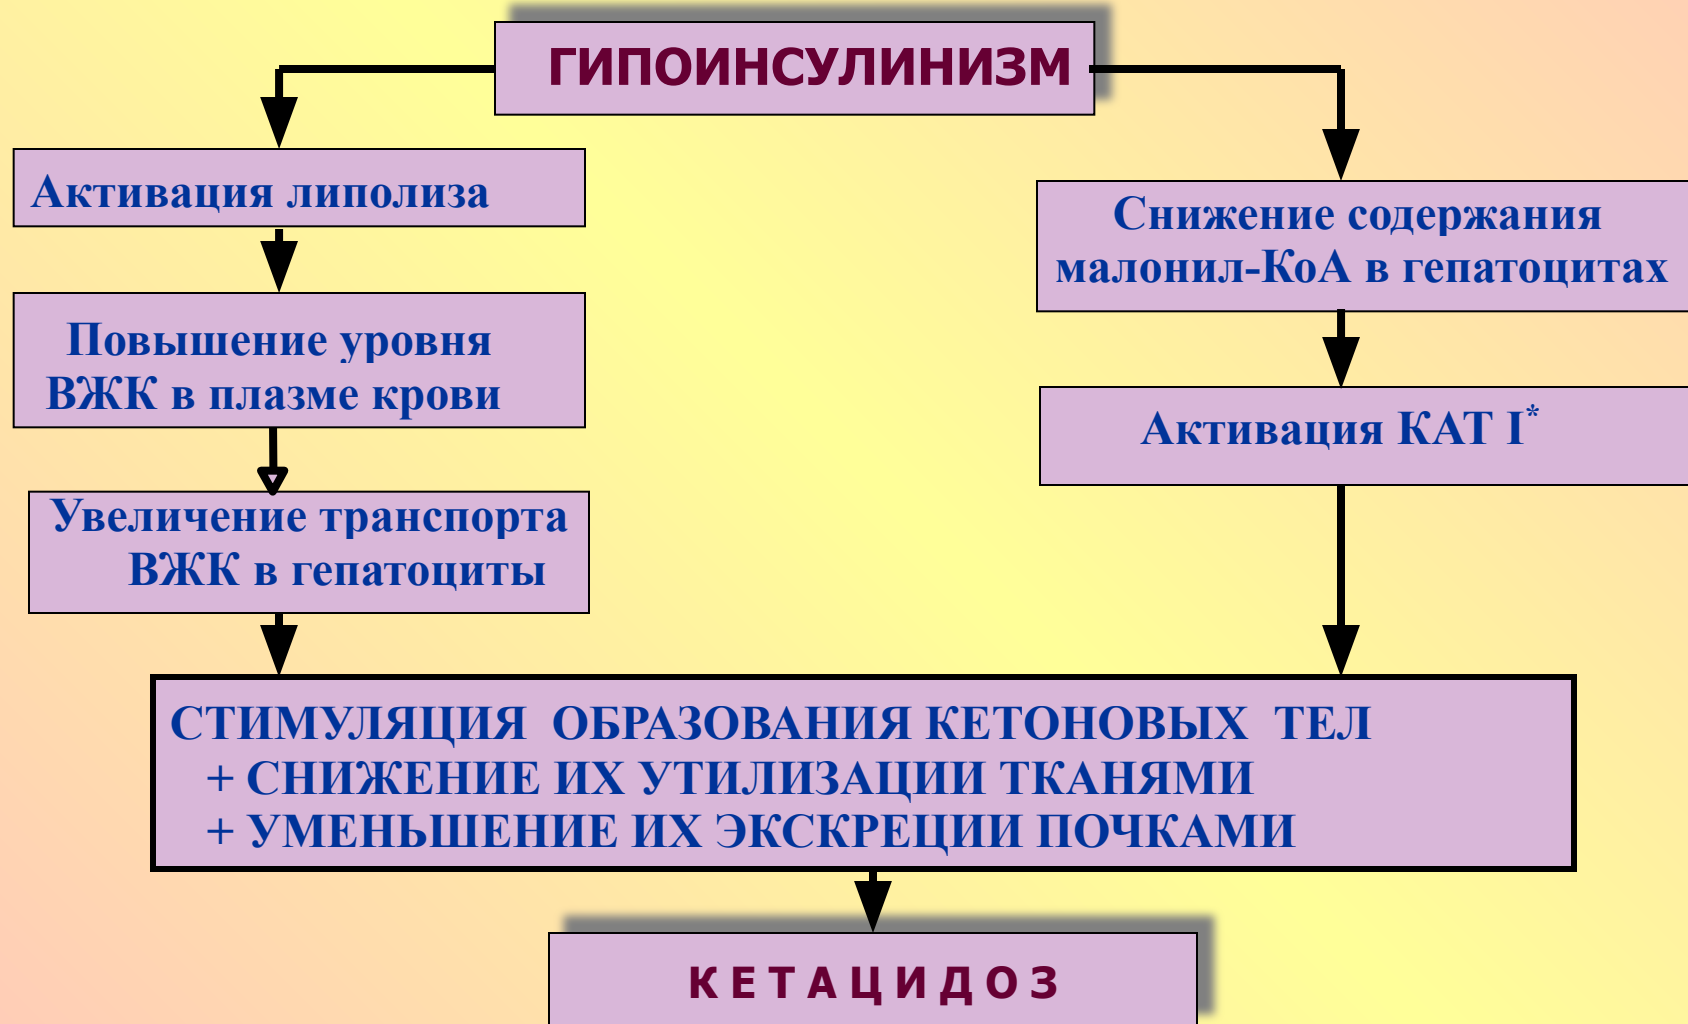 ГИПОИНСУЛИНИЗМ
Активация липолиза
Повышение уровня
ВЖК в плазме крови
Увеличение транспорта
ВЖК в гепатоциты
Снижение содержания
малонил-КоА в гепатоцитах
Активация КАТ I*
СТИМУЛЯЦИЯ ОБРАЗОВАНИЯ КЕТОНОВЫХ ТЕЛ
+ СНИЖЕНИЕ ИХ УТИЛИЗАЦИИ ТКАНЯМИ
+ УМЕНЬШЕНИЕ ИХ ЭКСКРЕЦИИ ПОЧКАМИ
КЕТАЦИДОЗ